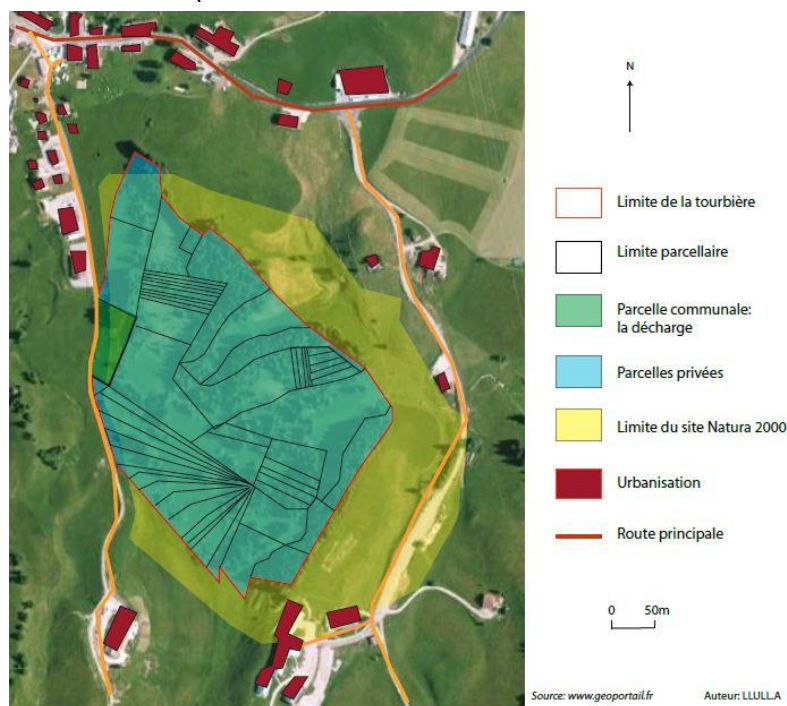 N
Limite de la tourbière
Limite parcellaire
Parcelle communale:
la décharge
Parcelles privées
Limite du site Natura 2000
Urbanisation
Route principale
0 50m
Source: www.geoportail.fr Auteur: LLULL.A